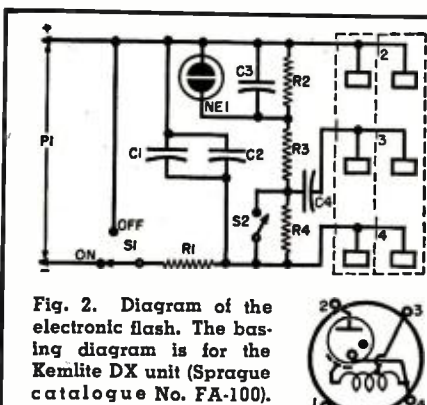 +
2
C3
R2
NE1
P1
R3
3
C1
C2
C4
S2
R4
OFF
4
ON
S1
R1
-
Fig. 2. Diagram of the
electronic flash. The bas-
ing diagram is for the
Kemlite DX unit (Sprague
catalogue No. FA-100).
2
3
1
4